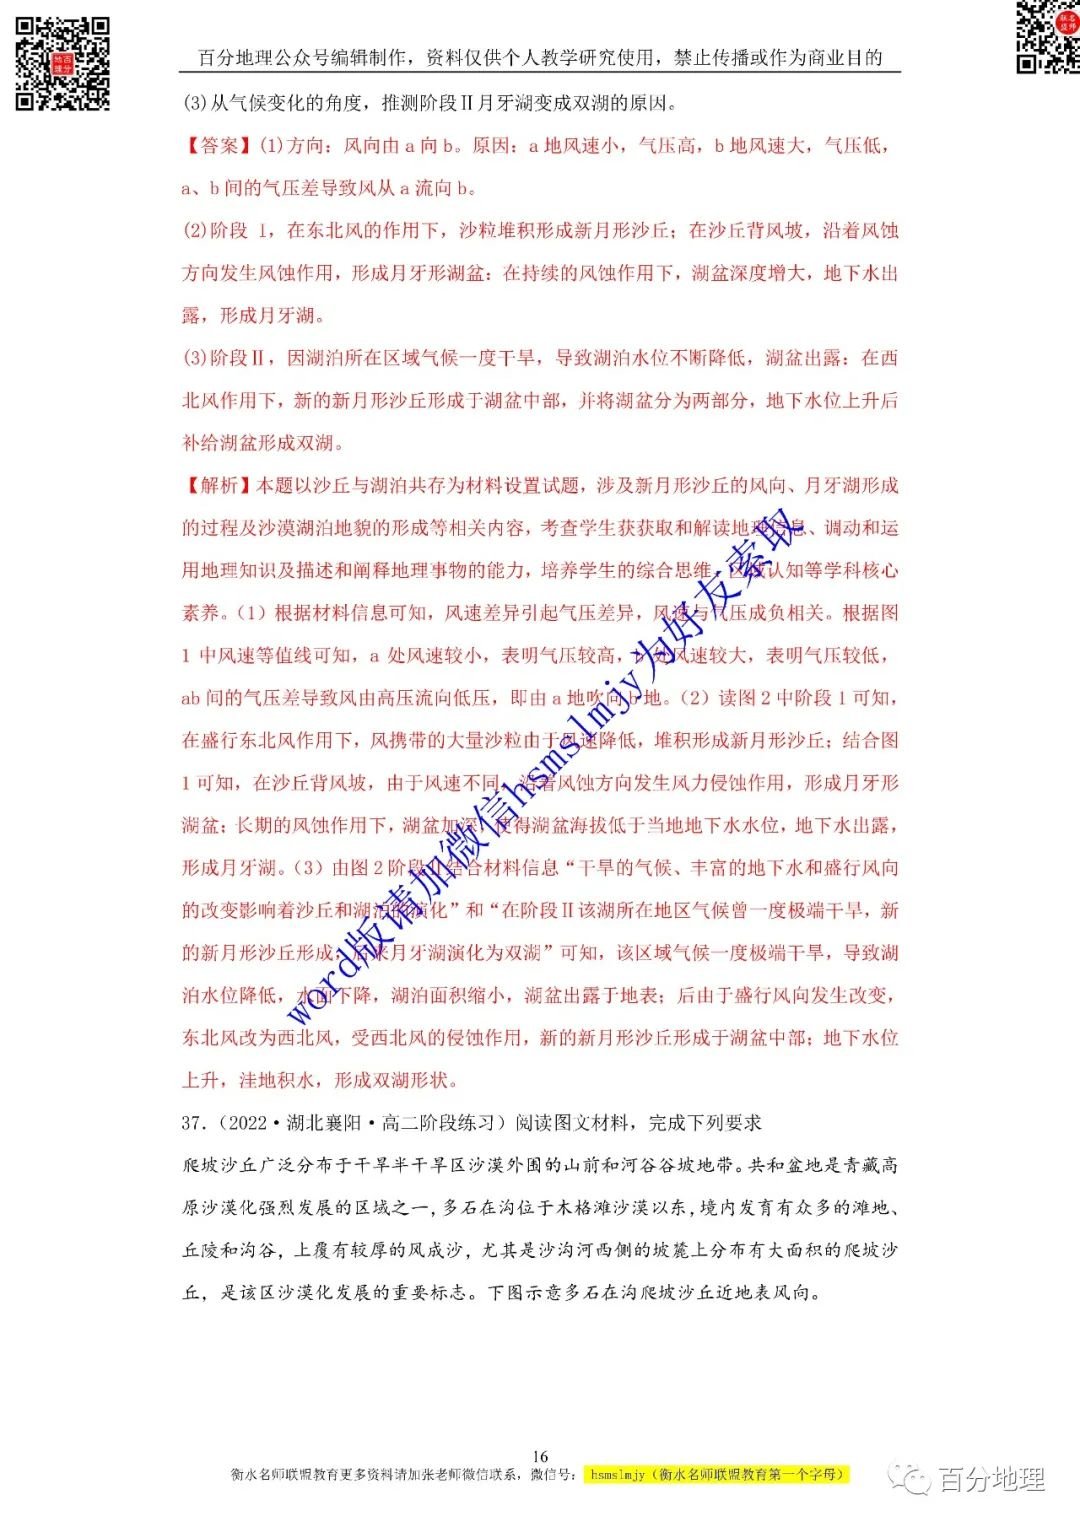 百分地理公众号编辑制作，资料仅供个人教学研究使用，禁止传播或作为商业目的
(3)从气候变化的角度，推测阶段Ⅱ月牙湖变成双湖的原因。
【答案】(1)方向：风向由 a 向 b。原因：a 地风速小，气压高，b 地风速大，气压低，
a、b 间的气压差导致风从 a 流向 b。
(2)阶段 I，在东北风的作用下，沙粒堆积形成新月形沙丘；在沙丘背风坡，沿着风蚀
方向发生风蚀作用，形成月牙形湖盆：在持续的风蚀作用下，湖盆深度增大，地下水出
露，形成月牙湖。
(3)阶段Ⅱ，因湖泊所在区域气候一度干旱，导致湖泊水位不断降低，湖盆出露：在西
北风作用下，新的新月形沙丘形成于湖盆中部，并将湖盆分为两部分，地下水位上升后
补给湖盆形成双湖。
【解析】本题以沙丘与湖泊共存为材料设置试题，涉及新月形沙丘的风向、月牙湖形成
的过程及沙漠湖泊地貌的形成等相关内容，考查学生获获取和解读地理信息、调动和运
用地理知识及描述和阐释地理事物的能力，培养学生的综合思维、区域认知等学科核心
素养。（1）根据材料信息可知，风速差异引起气压差异，风速与气压成负相关。根据图
1 中风速等值线可知，a 处风速较小，表明气压较高，b 处风速较大，表明气压较低，
ab 间的气压差导致风由高压流向低压，即由 a 地吹向 b 地。（2）读图 2 中阶段 1 可知，
在盛行东北风作用下，风携带的大量沙粒由于风速降低，堆积形成新月形沙丘；结合图
1 可知，在沙丘背风坡，由于风速不同，沿着风蚀方向发生风力侵蚀作用，形成月牙形
湖盆；长期的风蚀作用下，湖盆加深，使得湖盆海拔低于当地地下水水位，地下水出露，
形成月牙湖。（3）由图 2 阶段Ⅱ结合材料信息“干旱的气候、丰富的地下水和盛行风向
的改变影响着沙丘和湖泊的演化”和“在阶段Ⅱ该湖所在地区气候曾一度极端干旱，新
的新月形沙丘形成，后来月牙湖演化为双湖”可知，该区域气候一度极端干旱，导致湖
泊水位降低，水面下降，湖泊面积缩小，湖盆出露于地表；后由于盛行风向发生改变，
东北风改为西北风，受西北风的侵蚀作用，新的新月形沙丘形成于湖盆中部；地下水位
上升，洼地积水，形成双湖形状。
word版请加微信hsmslmjy为好友索取
37.（2022·湖北襄阳·高二阶段练习）阅读图文材料，完成下列要求
爬坡沙丘广泛分布于干旱半干旱区沙漠外围的山前和河谷谷坡地带。共和盆地是青藏高
原沙漠化强烈发展的区域之一，多石在沟位于木格滩沙漠以东，境内发育有众多的滩地、
丘陵和沟谷，上覆有较厚的风成沙，尤其是沙沟河西侧的坡麓上分布有大面积的爬坡沙
丘，是该区沙漠化发展的重要标志。下图示意多石在沟爬坡沙丘近地表风向。
16
衡水名师联盟教育更多资料请加张老师微信联系，微信号： hsmslmjy（衡水名师联盟教育第一个字母）
百分地理